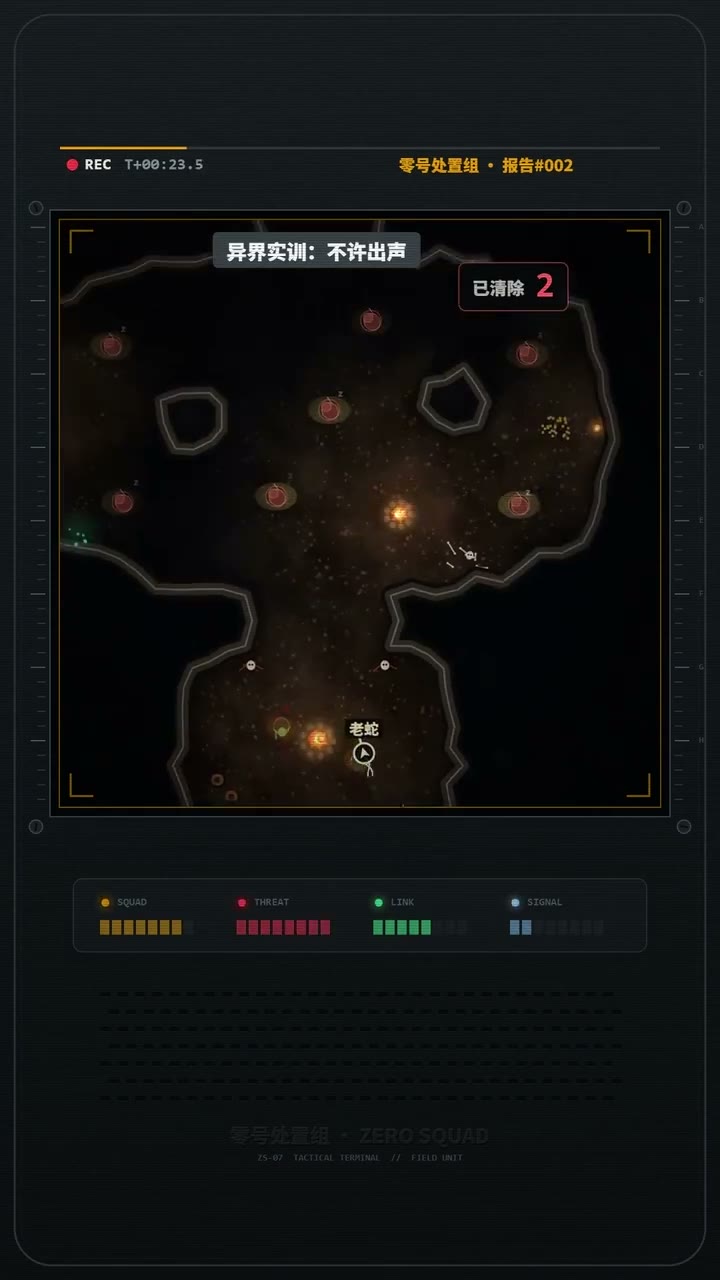 REC T+00:23.5
零号处置组 · 报告#002
异界实训：不许出声
已清除 2
z
z
z
z
老蛇
SQUAD
THREAT
LINK
SIGNAL
零号处置组 · ZERO SQUAD
ZS-07 TACTICAL TERMINAL // FIELD UNIT